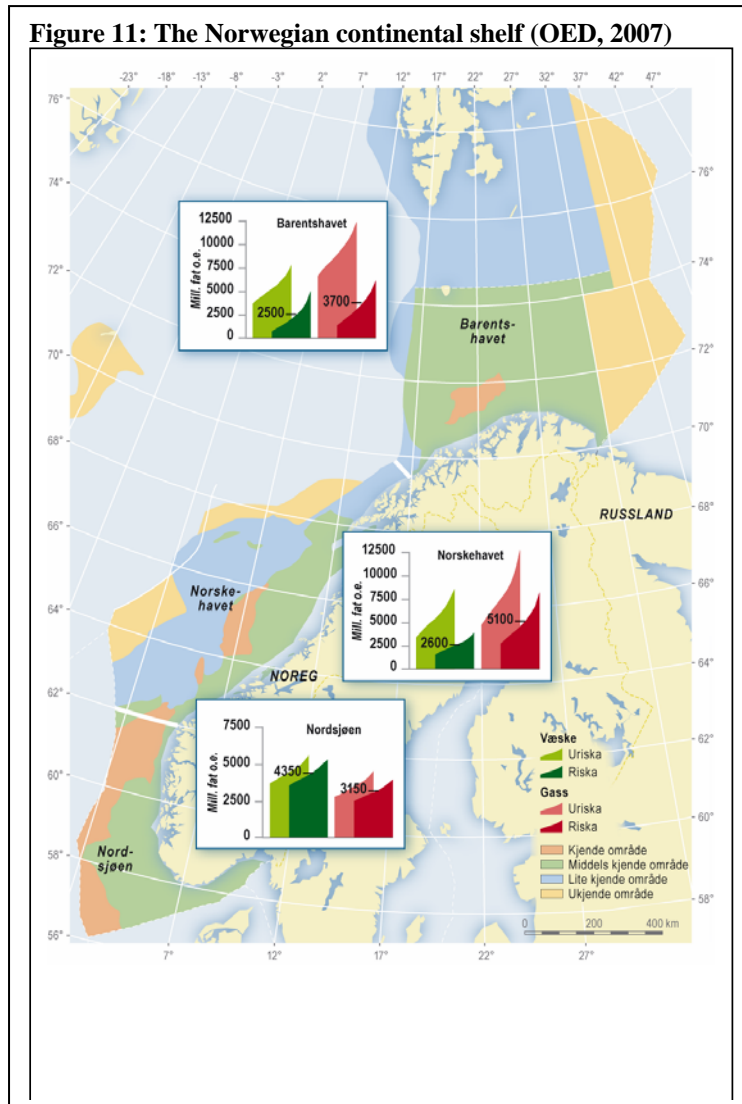 Figure 11: The Norwegian continental shelf (OED, 2007)
-23° -18° -13° -8° -3° 2° 7° 12° 17° 22° 27° 32° 37° 47°
76°
74°
72°
70°
68°
66°
64°
62°
60°
58°
56°
76°
74°
72°
70°
68°
66°
64°
62°
60°
58°
Barentshavet
Mill. fat o.e.
12500
10000
7500
5000
2500
0
2500
3700
Barents-
havet
RUSSLAND
Norskehavet
Mill. fat o.e.
12500
10000
7500
5000
2500
0
2600
5100
Norske-
havet
NOREG
Nordsjøen
Mill. fat o.e.
7500
5000
2500
0
4350
3150
Nord-
sjøen
Væske
Uriska
Riska
Gass
Uriska
Riska
Kjende område
Middels kjende område
Lite kjende område
Ukjende område
0 200 400 km
7° 12° 17° 22° 27°